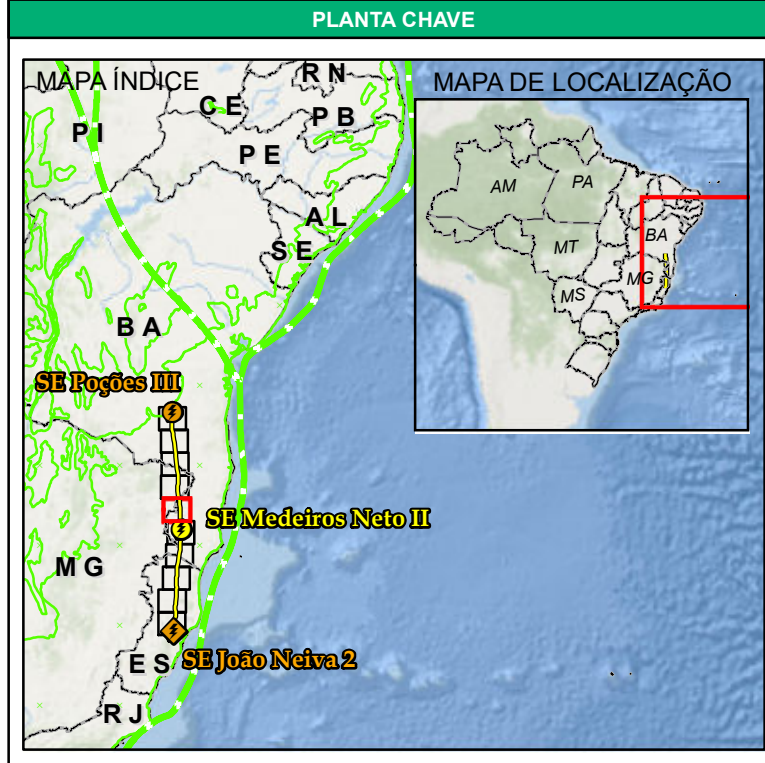 PLANTA CHAVE
MAPA ÍNDICE
MAPA DE LOCALIZAÇÃO
R N
C E
P B
P I
P E
A L
S E
B A
SE Poções III
SE Medeiros Neto II
M G
SE João Neiva 2
E S
R J
AM
PA
BA
MT
MG
MS